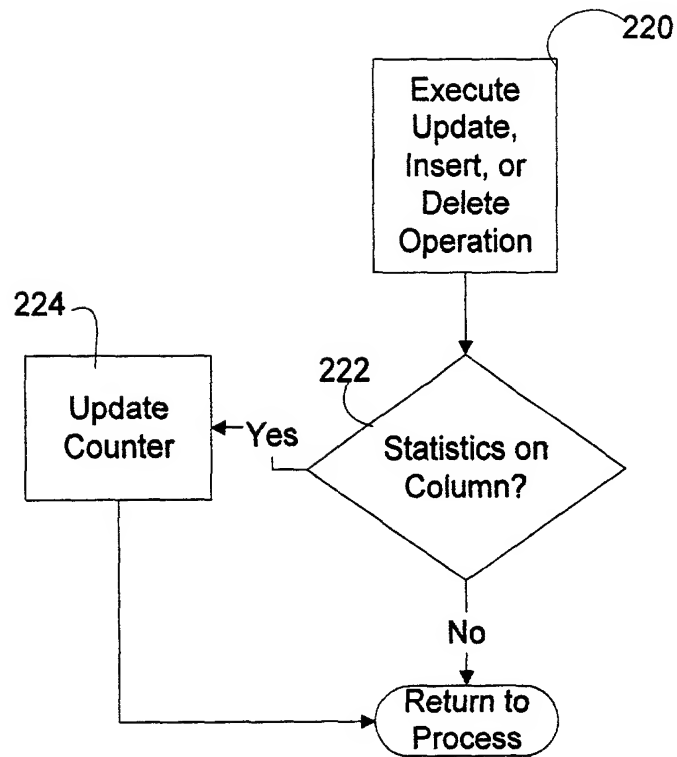 220
Execute
Update,
Insert, or
Delete
Operation
224
222
Update
Counter
Yes
Statistics on
Column?
No
Return to
Process